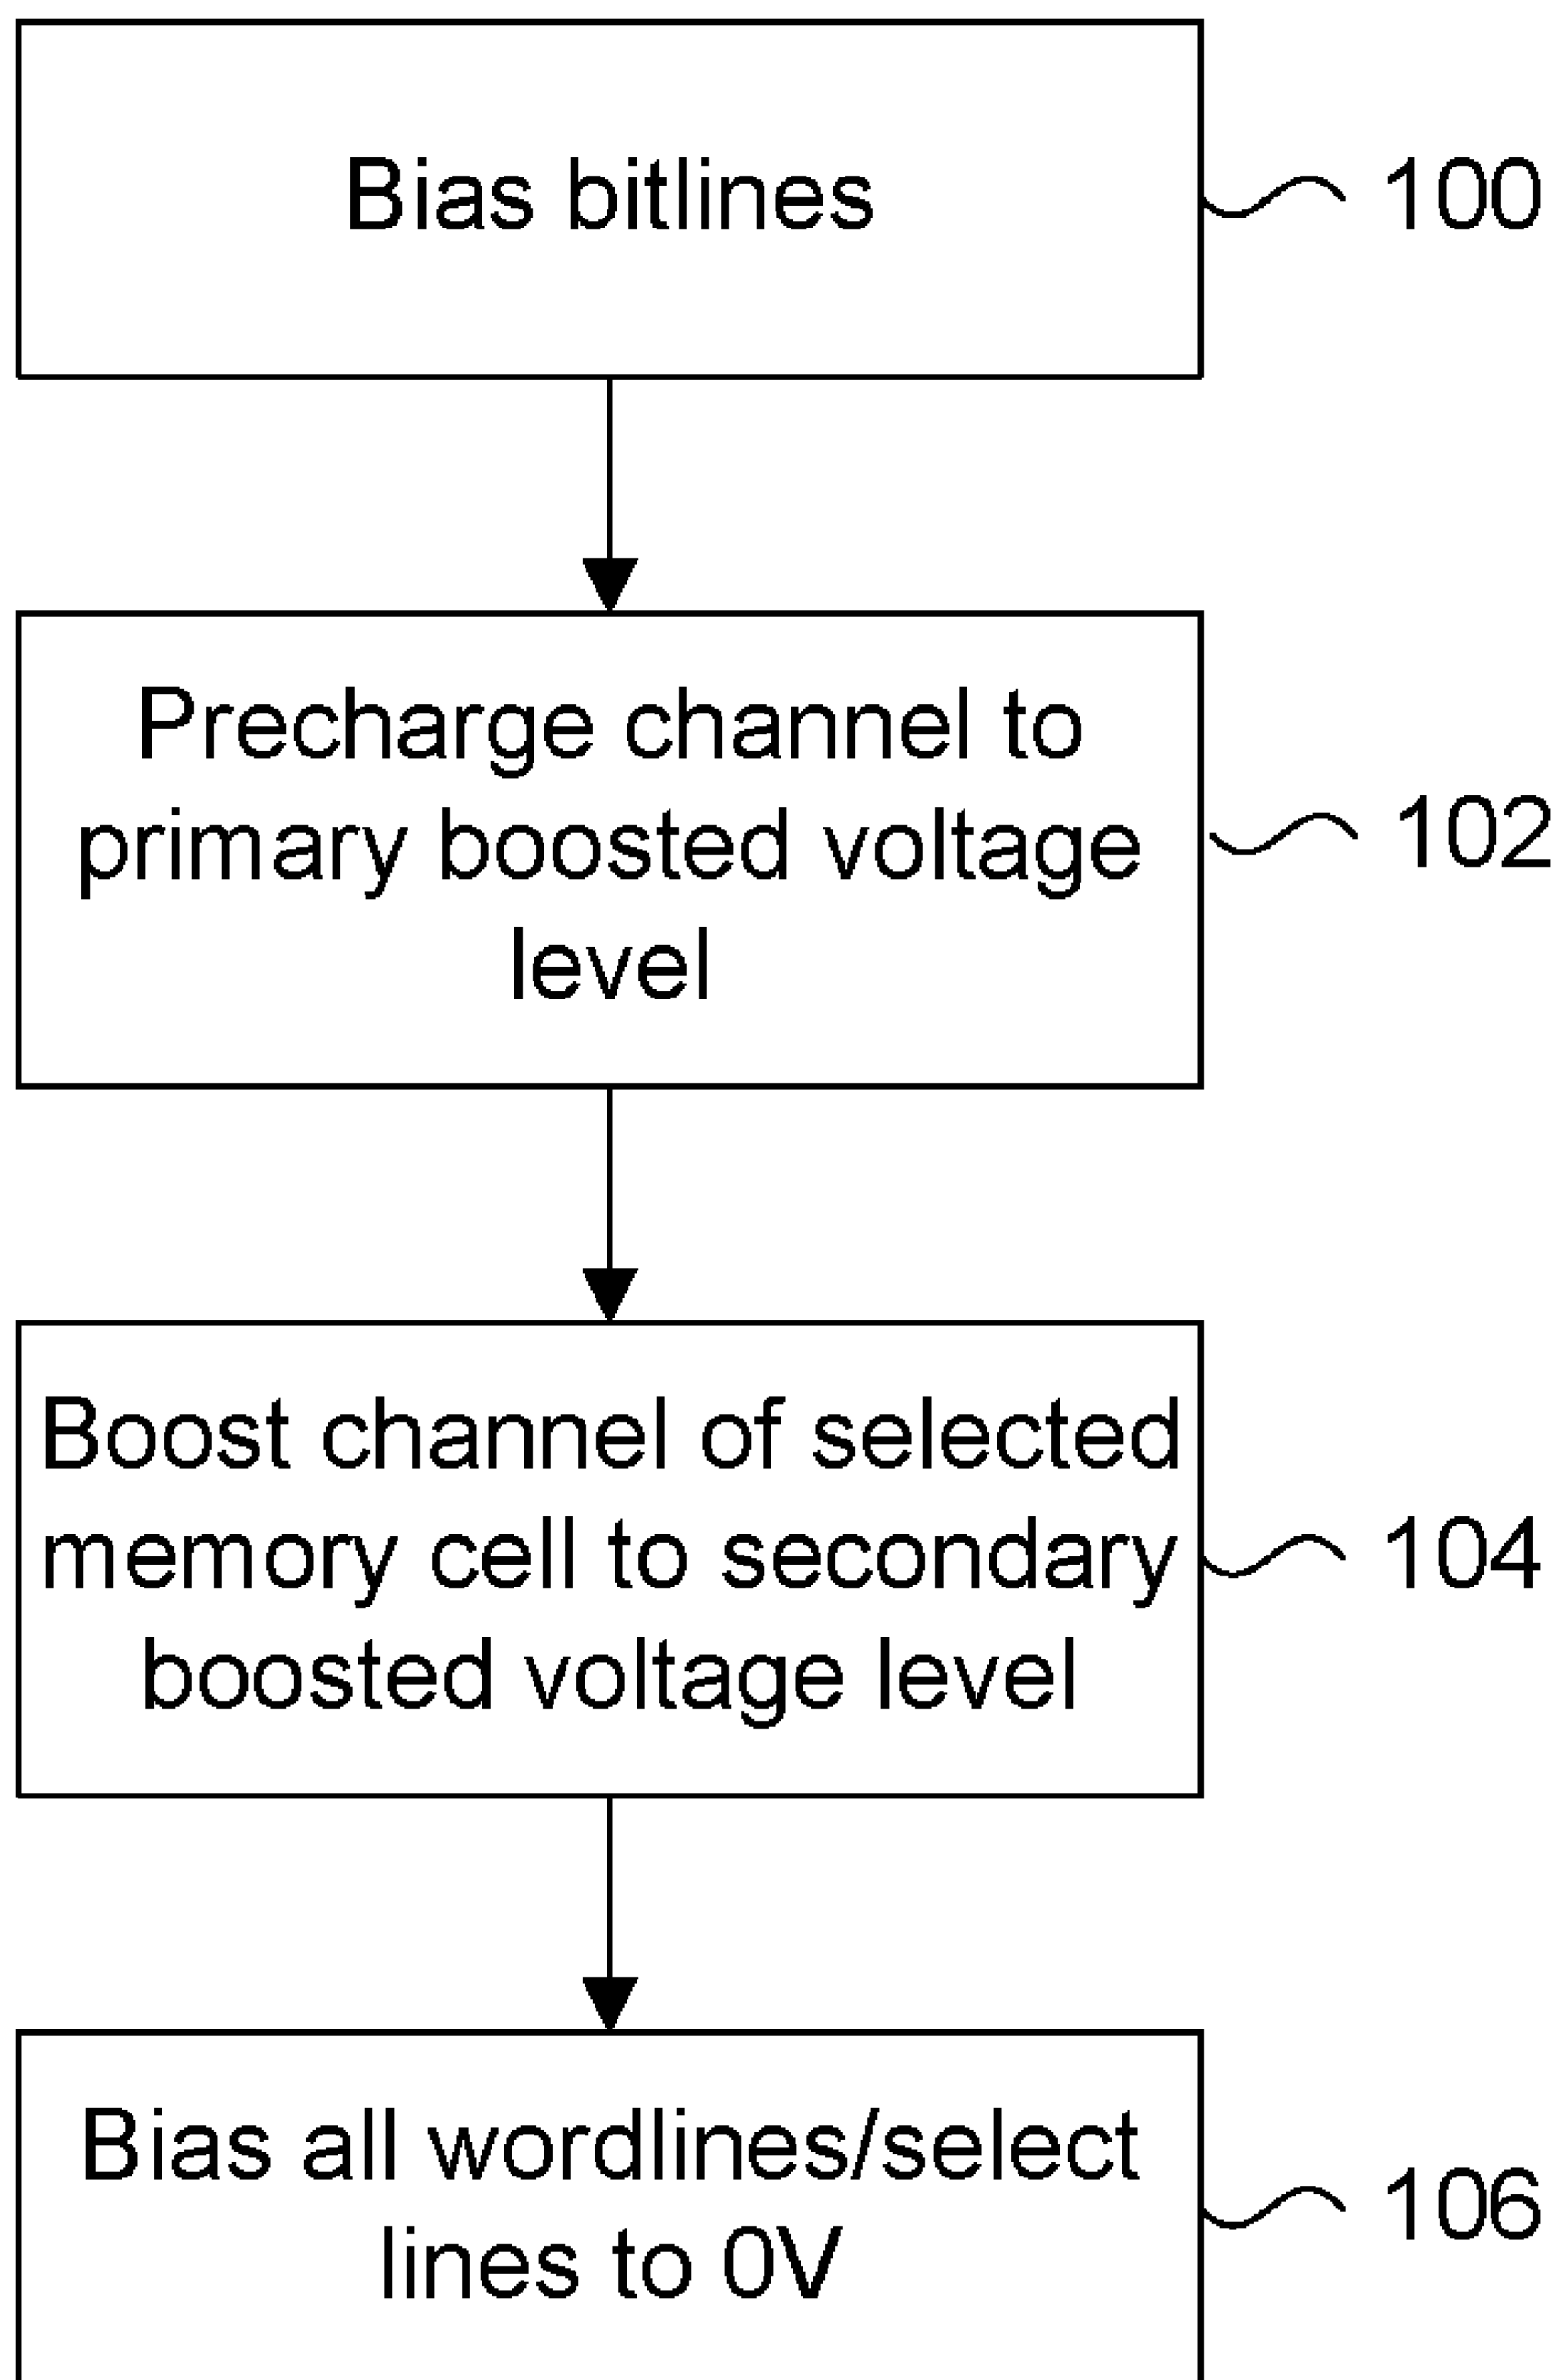 Bias bitlines
100
Precharge channel to
primary boosted voltage
level
102
Boost channel of selected
memory cell to secondary
boosted voltage level
104
Bias all wordlines/select
lines to 0V
106